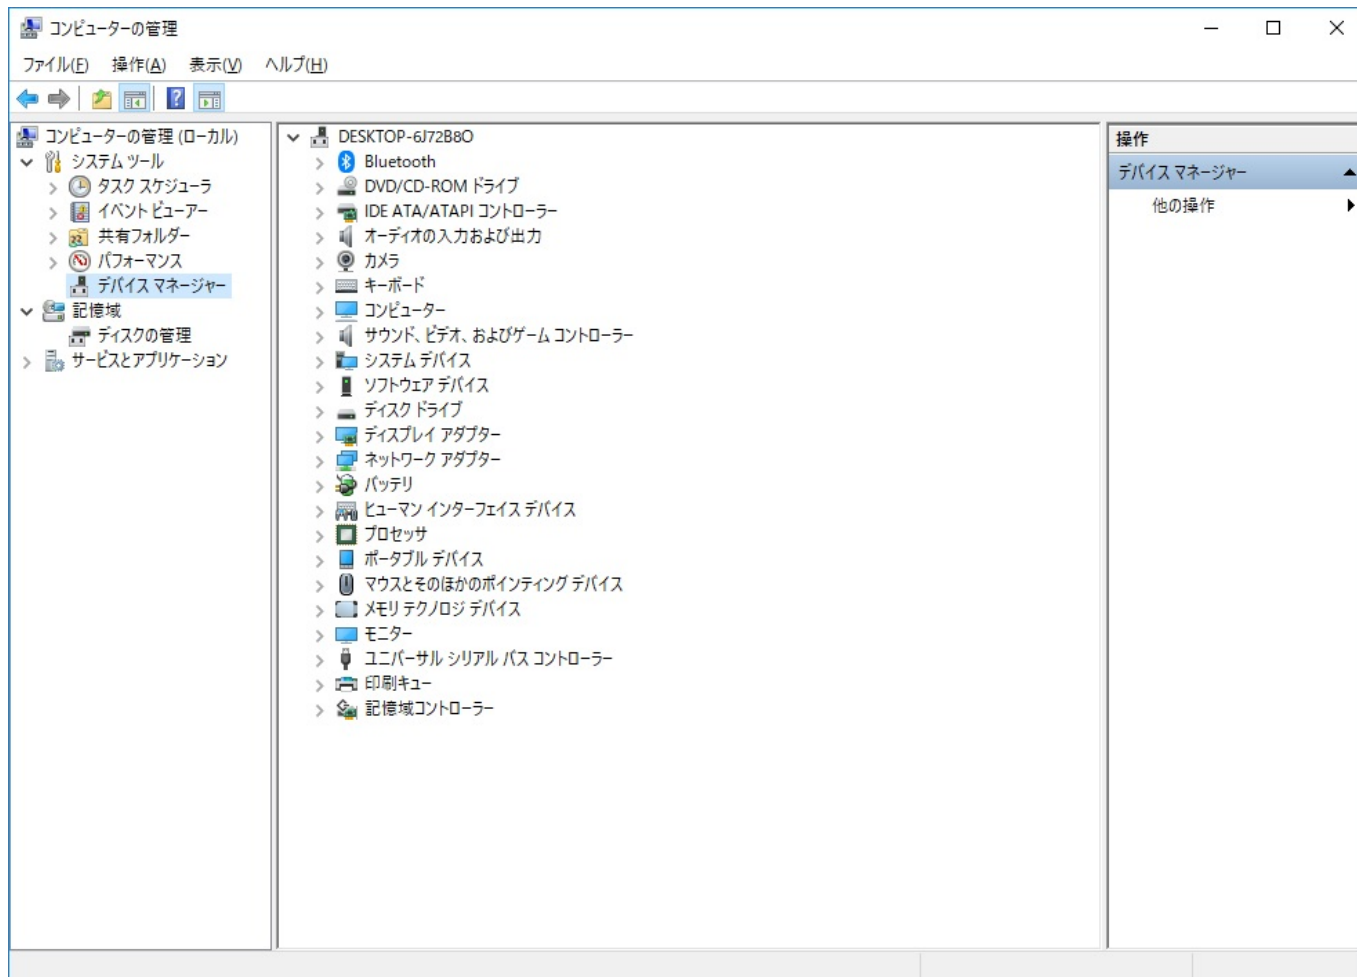 コンピューターの管理
ファイル(F) 操作(A) 表示(V) ヘルプ(H)
コンピューターの管理 (ローカル)
システム ツール
タスク スケジューラ
イベント ビューアー
共有フォルダー
パフォーマンス
デバイス マネージャー
記憶域
ディスクの管理
サービスとアプリケーション
DESKTOP-6J72B8O
Bluetooth
DVD/CD-ROM ドライブ
IDE ATA/ATAPI コントローラー
オーディオの入力および出力
カメラ
キーボード
コンピューター
サウンド、ビデオ、およびゲーム コントローラー
システム デバイス
ソフトウェア デバイス
ディスク ドライブ
ディスプレイ アダプター
ネットワーク アダプター
バッテリ
ヒューマン インターフェイス デバイス
プロセッサ
ポータブル デバイス
マウスとそのほかのポインティング デバイス
メモリ テクノロジ デバイス
モニター
ユニバーサル シリアル バス コントローラー
印刷キュー
記憶域コントローラー
操作
デバイス マネージャー
他の操作